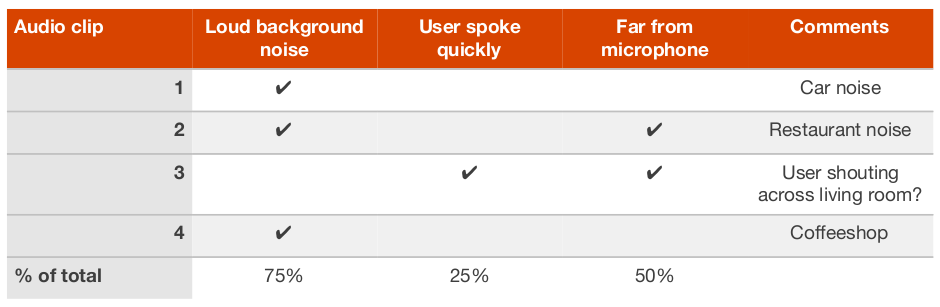 Audio clip Loud background noise User spoke quickly Far from microphone Comments
1 ✔ Car noise
2 ✔ ✔ Restaurant noise
3 ✔ ✔ User shouting across living room?
4 ✔ Coffeeshop
% of total 75% 25% 50%